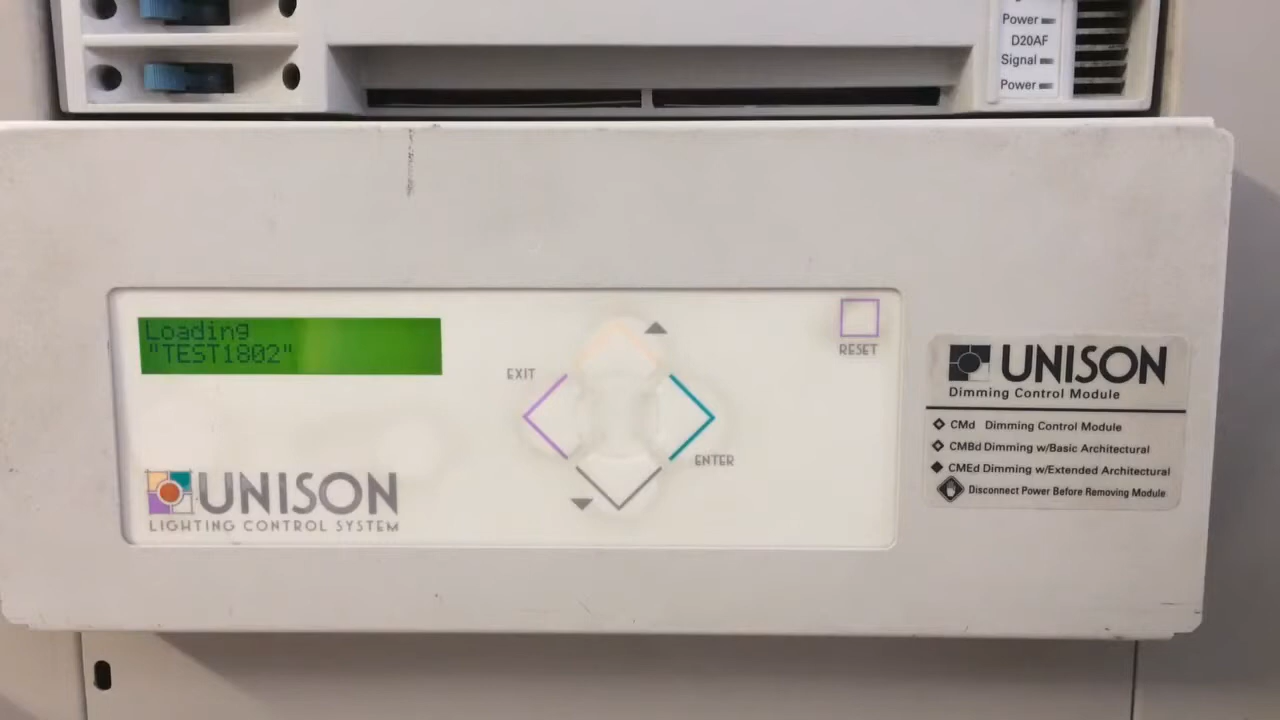 Power
D20AF
Signal
Power
Loading
"TEST1802"
EXIT
ENTER
RESET
UNISON
LIGHTING CONTROL SYSTEM
UNISON
Dimming Control Module
CMd Dimming Control Module
CMBd Dimming w/Basic Architectural
CMEd Dimming w/Extended Architectural
Disconnect Power Before Removing Module